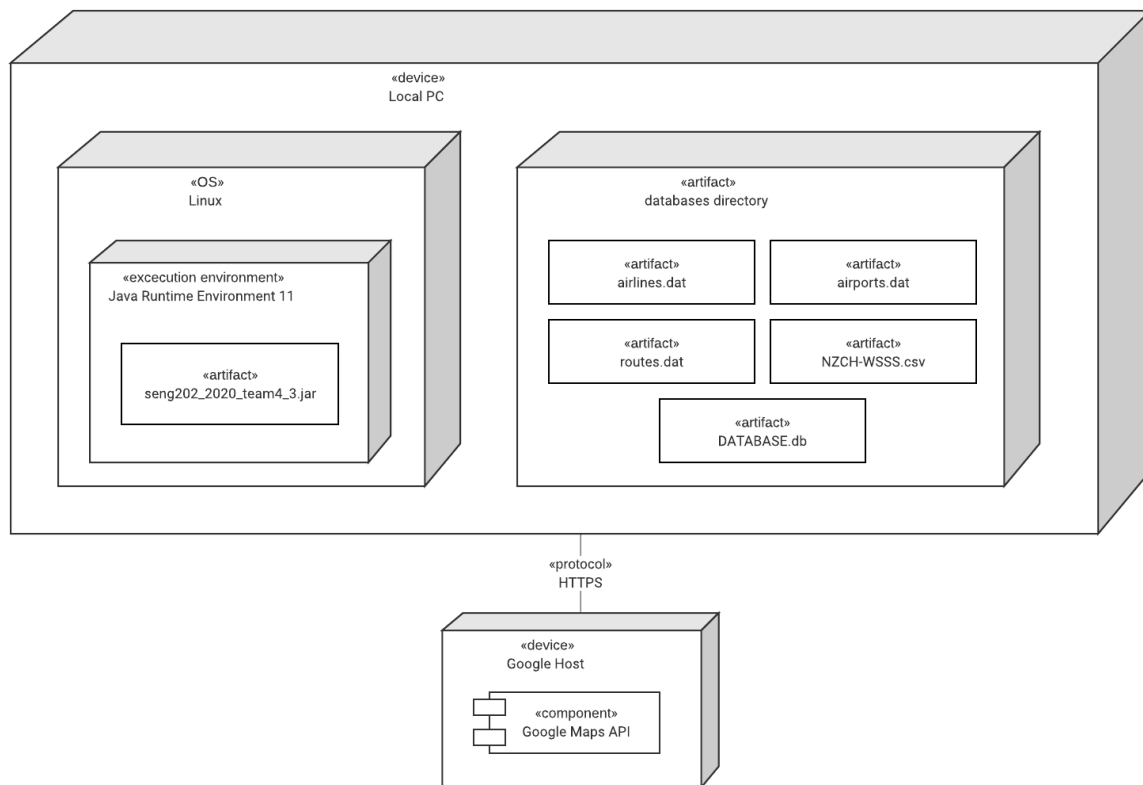 «device»
Local PC
«OS»
Linux
«excecution environment»
Java Runtime Environment 11
«artifact»
seng202_2020_team4_3.jar
«artifact»
databases directory
«artifact»
airlines.dat
«artifact»
airports.dat
«artifact»
routes.dat
«artifact»
NZCH-WSSS.csv
«artifact»
DATABASE.db
«protocol»
HTTPS
«device»
Google Host
«component»
Google Maps API